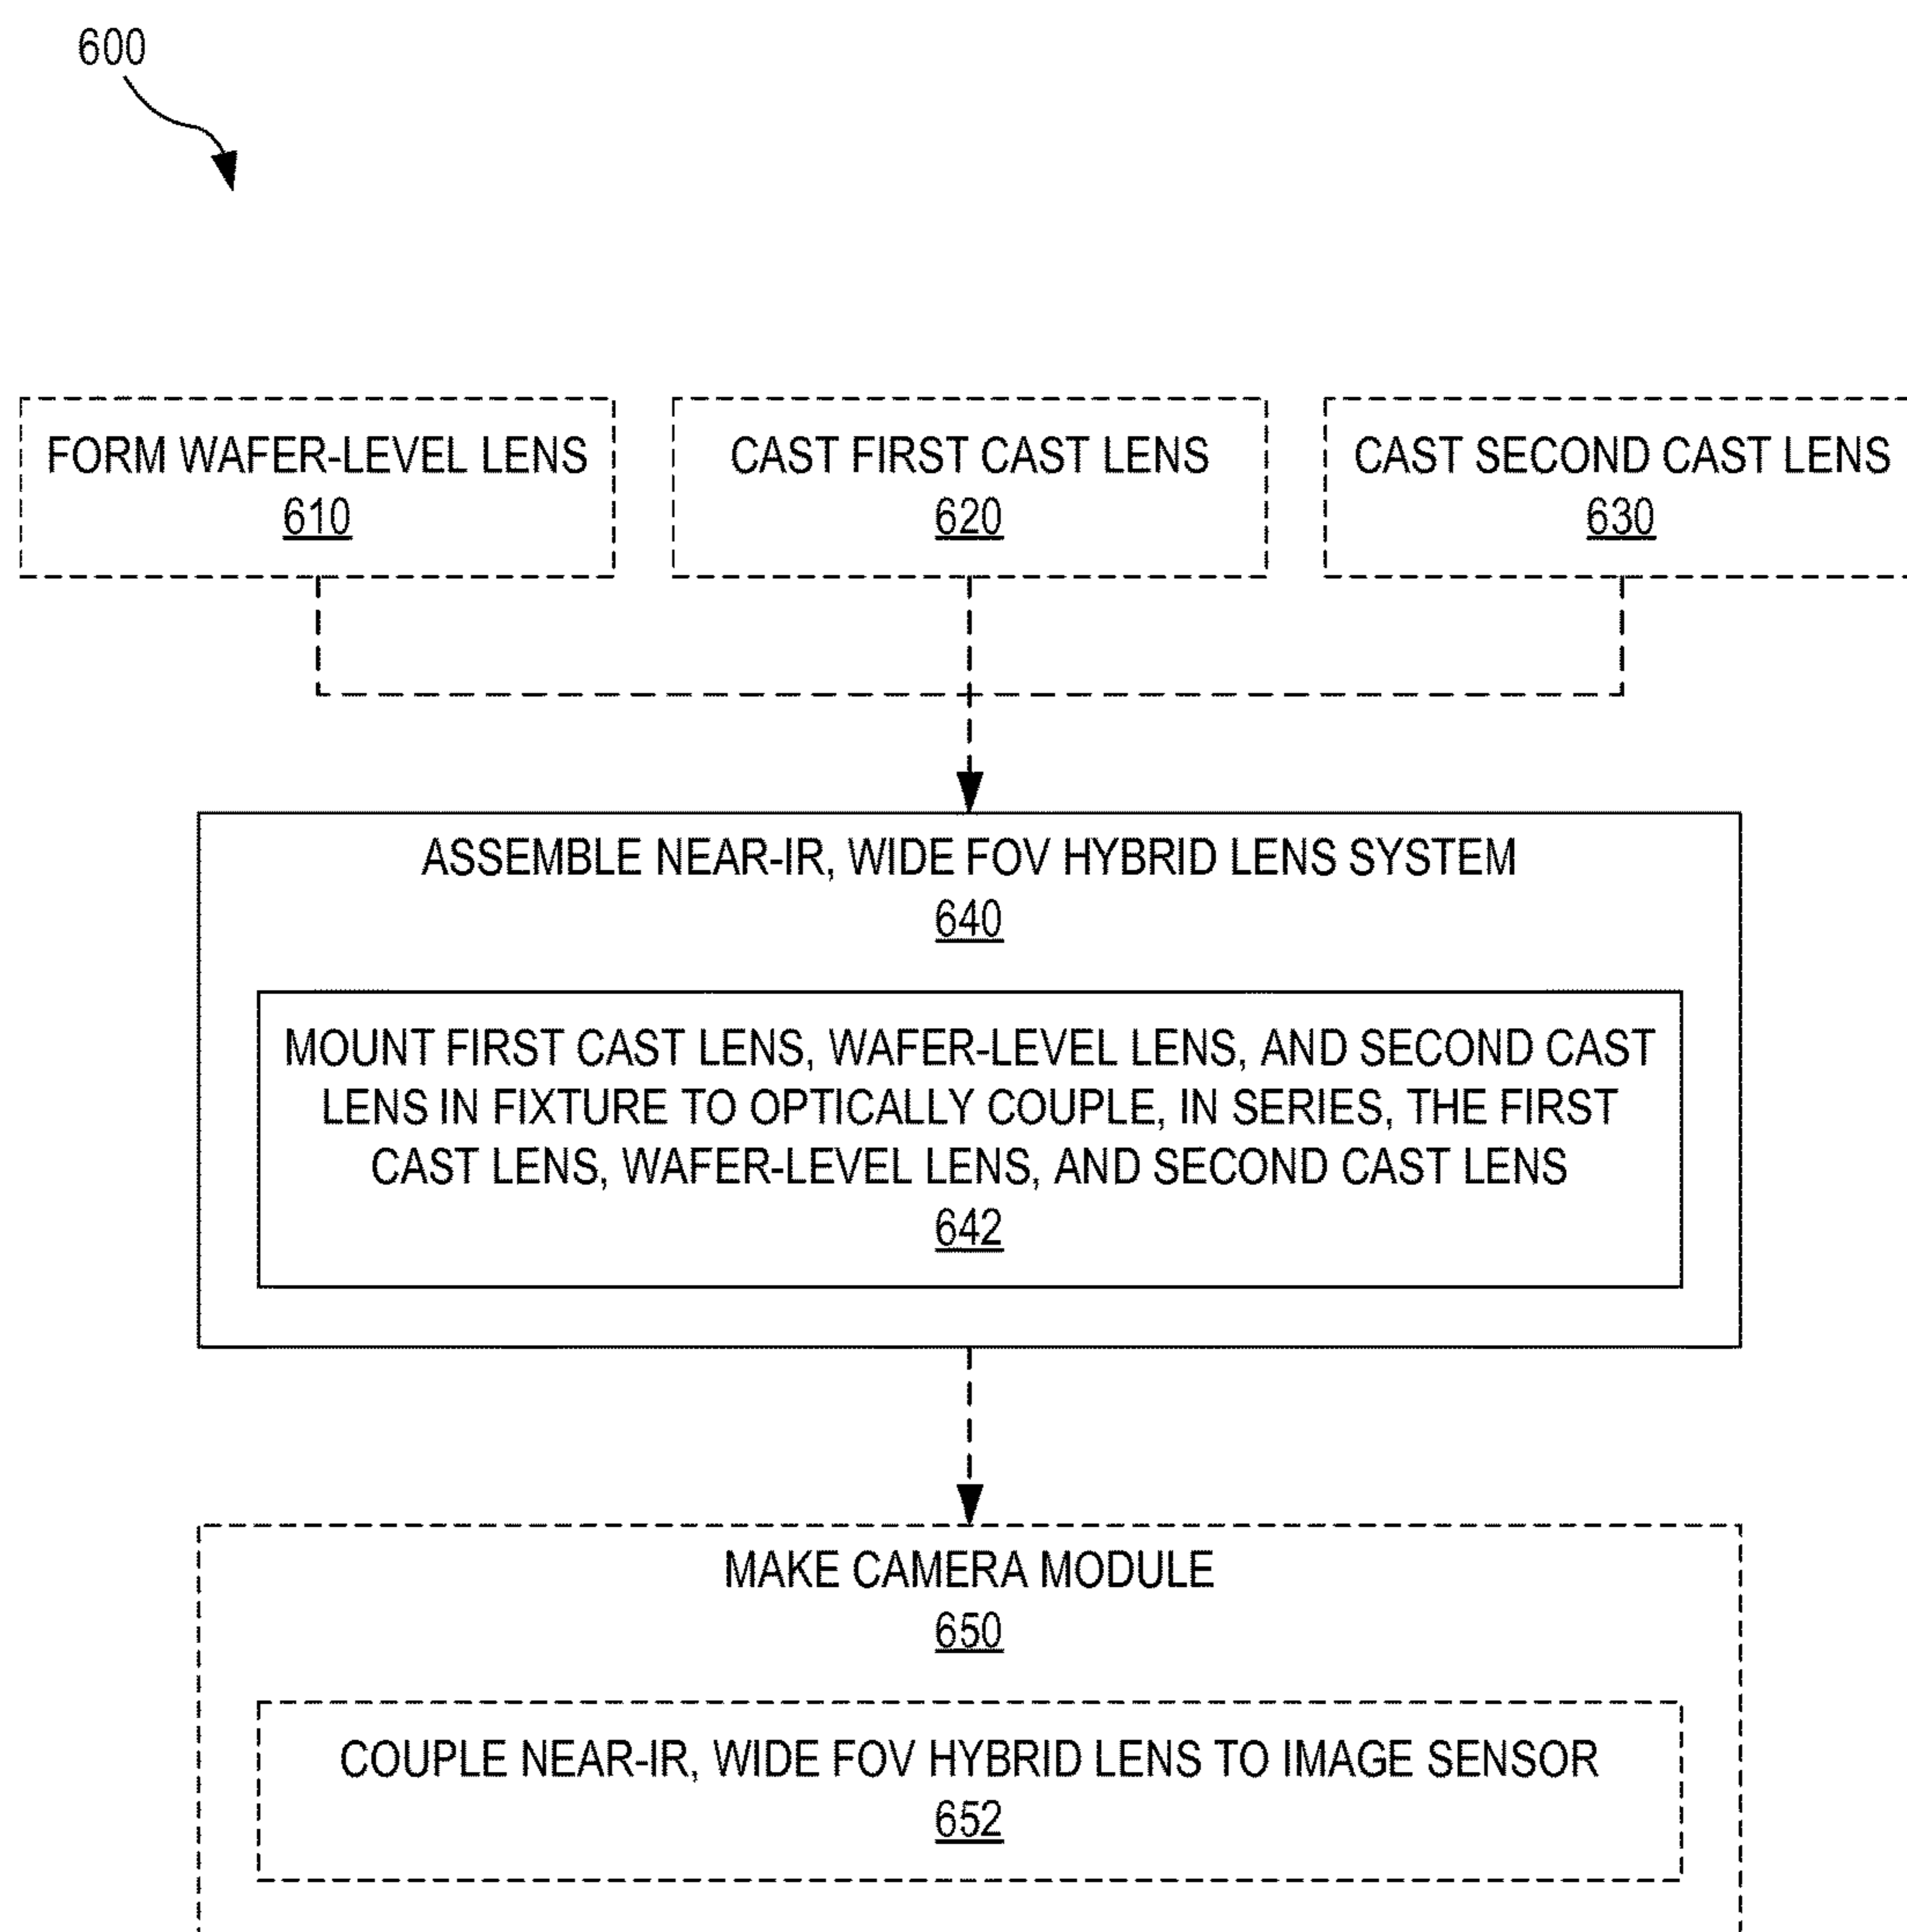 600
FORM WAFER-LEVEL LENS
610
CAST FIRST CAST LENS
620
CAST SECOND CAST LENS
630
ASSEMBLE NEAR-IR, WIDE FOV HYBRID LENS SYSTEM
640
MOUNT FIRST CAST LENS, WAFER-LEVEL LENS, AND SECOND CAST
LENS IN FIXTURE TO OPTICALLY COUPLE, IN SERIES, THE FIRST
CAST LENS, WAFER-LEVEL LENS, AND SECOND CAST LENS
642
MAKE CAMERA MODULE
650
COUPLE NEAR-IR, WIDE FOV HYBRID LENS TO IMAGE SENSOR
652